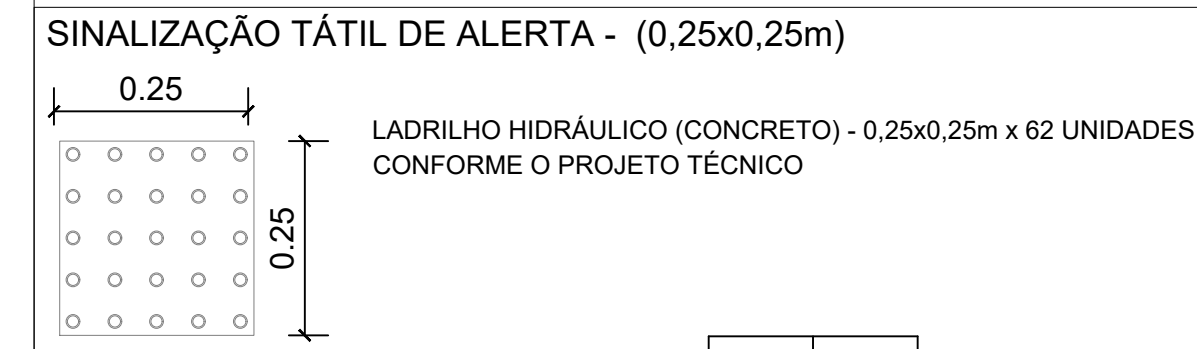 SINALIZAÇÃO TÁTIL DE ALERTA - (0,25x0,25m)
0.25
LADRILHO HIDRÁULICO (CONCRETO) - 0,25x0,25m x 62 UNIDADES
CONFORME O PROJETO TÉCNICO
0.25